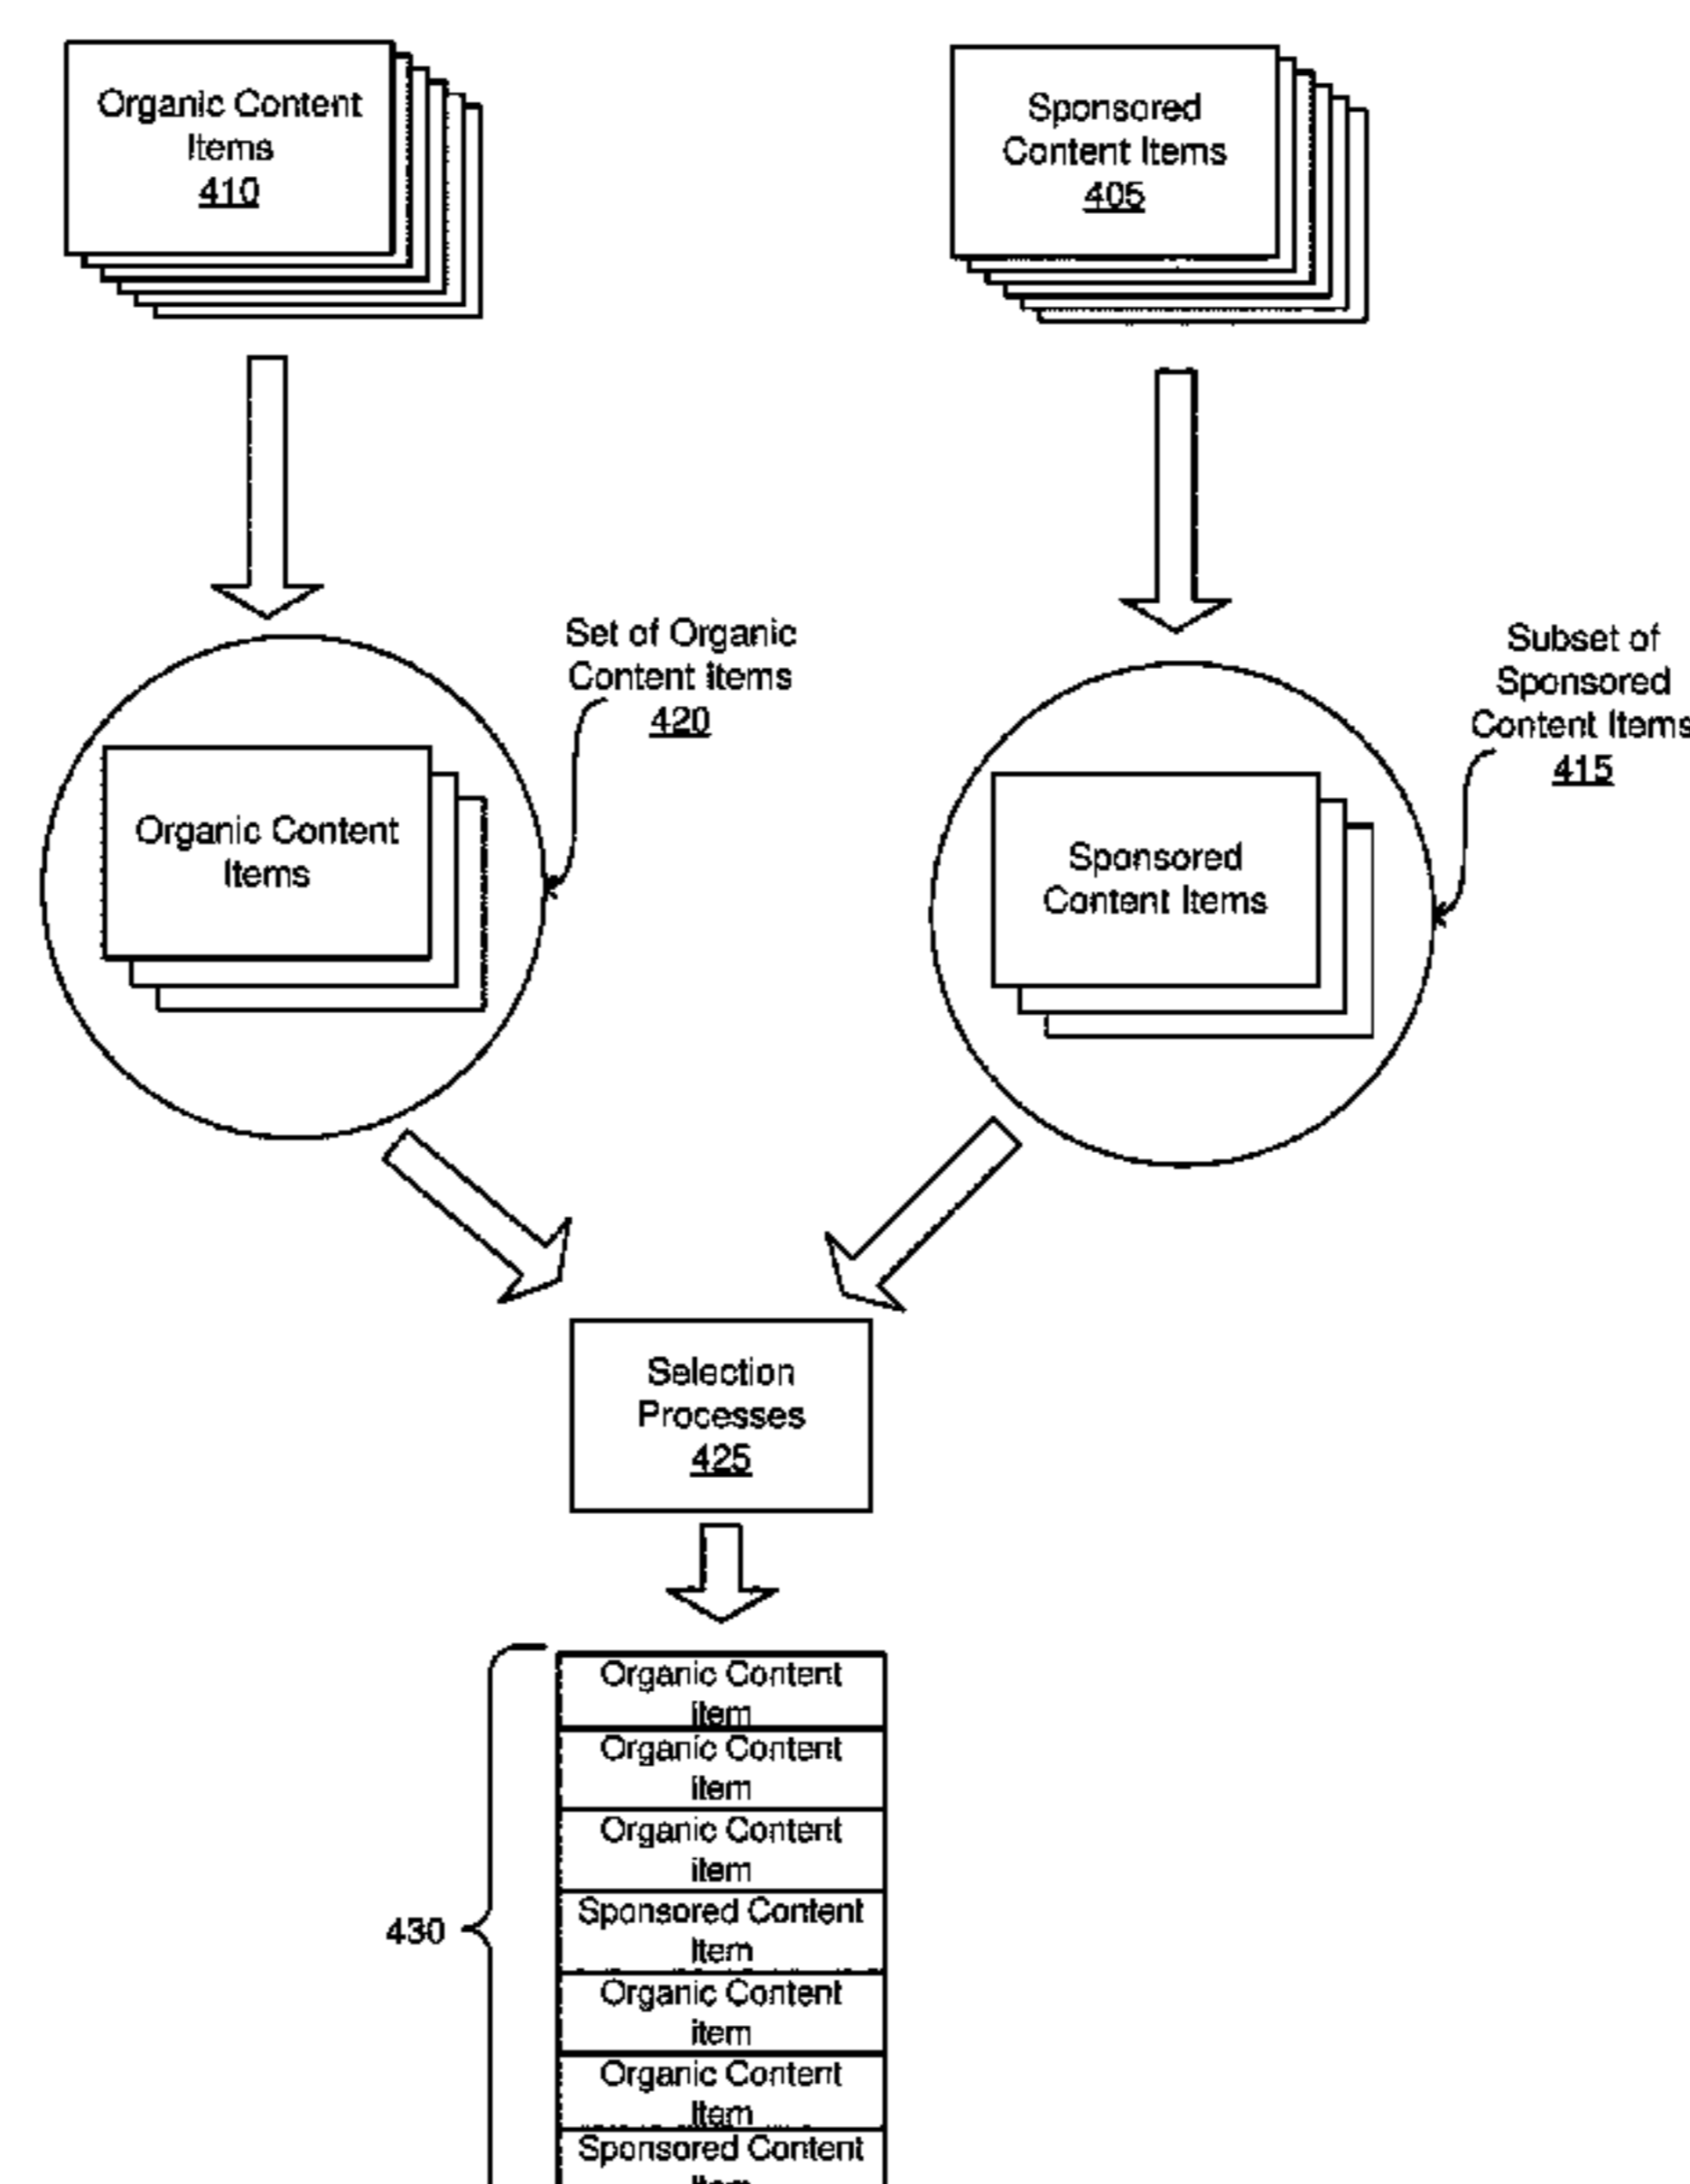 Organic Content
Items
410
Sponsored
Content Items
405
Set of Organic
Content items
420
Subset of
Sponsored
Content Items
415
Organic Content
Items
Sponsored
Content Items
Selection
Processes
425
Organic Content
item
Organic Content
item
Organic Content
item
Sponsored Content
Item
430
Organic Content
item
Organic Content
Item
Sponsored Content
Item